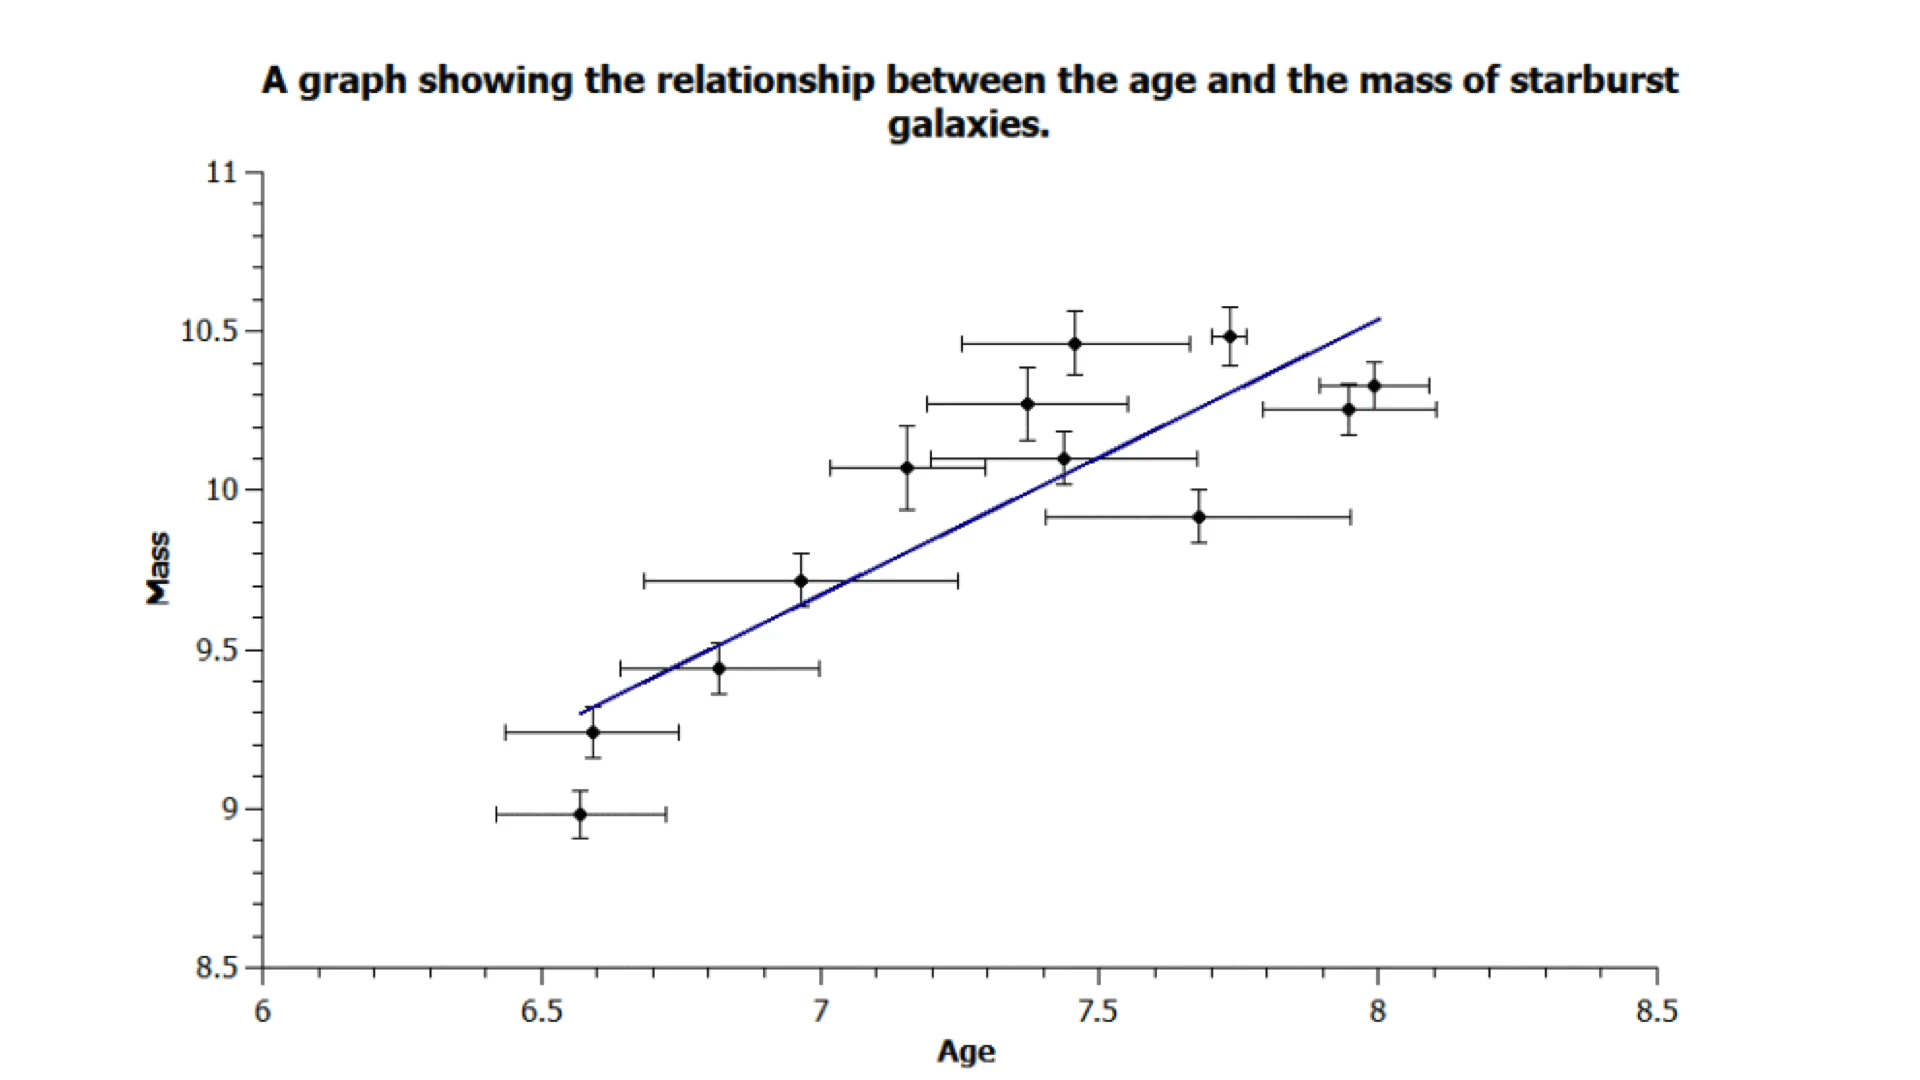 A graph showing the relationship between the age and the mass of starburst
galaxies.
11
10.5
10
9.5
9
8.5
Mass
6 6.5 7 7.5 8 8.5
Age